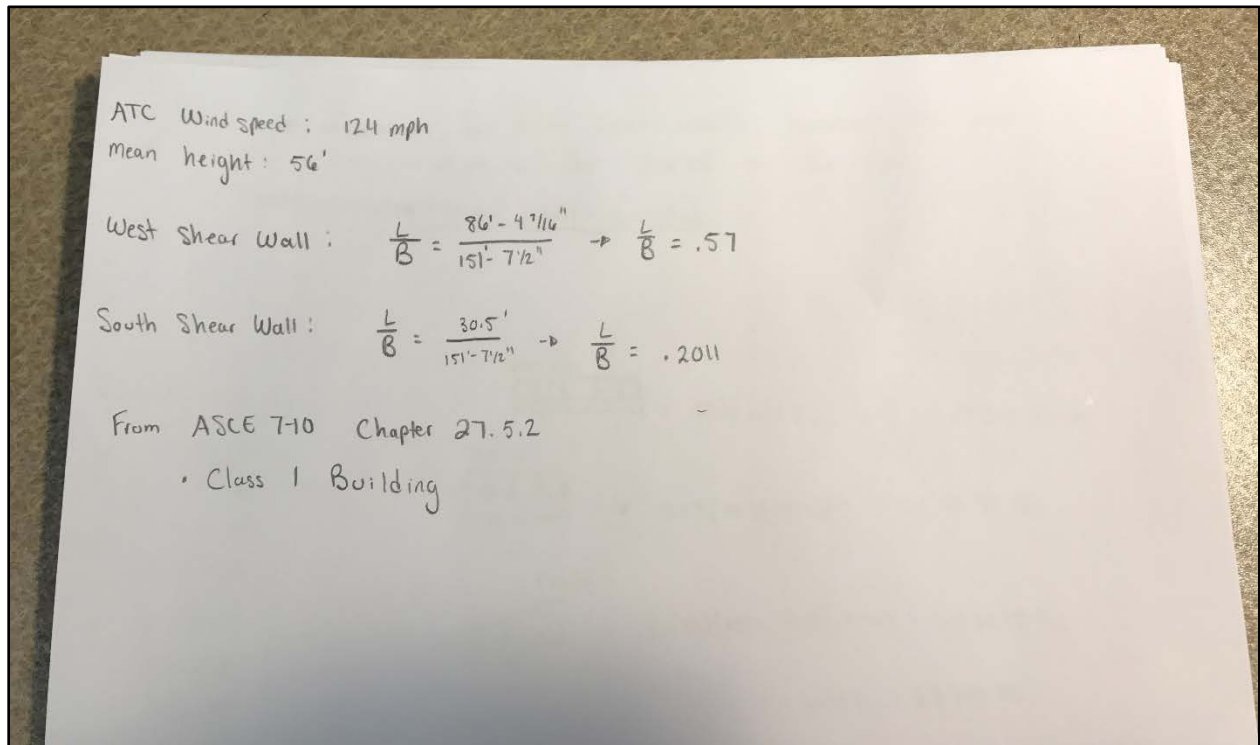 ATC Wind speed : 124 mph
Mean height : 56'
West Shear Wall : L/B = 86'- 4 7/16" / 151'- 7 1/2" → L/B = .57
South Shear Wall : L/B = 30.5' / 151'- 7 1/2" → L/B = .2011
From ASCE 7-10 Chapter 27.5.2
• Class 1 Building